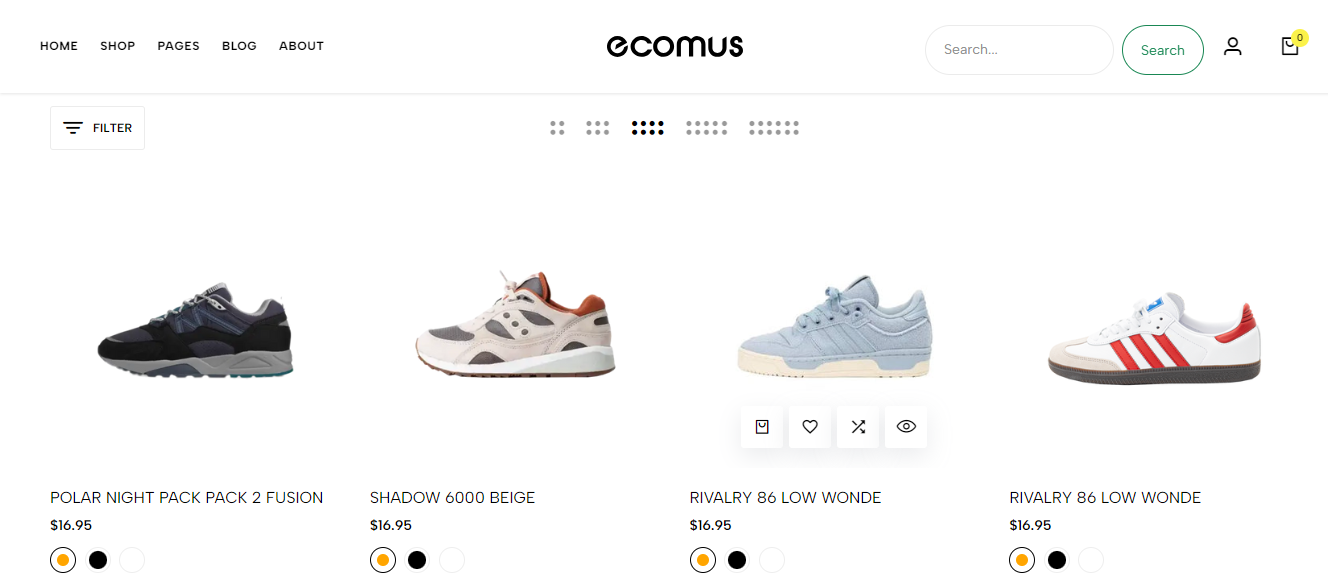 HOME SHOP PAGES BLOG ABOUT
ecomus
Search...
Search
0
FILTER
POLAR NIGHT PACK PACK 2 FUSION
$16.95
SHADOW 6000 BEIGE
$16.95
RIVALRY 86 LOW WONDE
$16.95
RIVALRY 86 LOW WONDE
$16.95